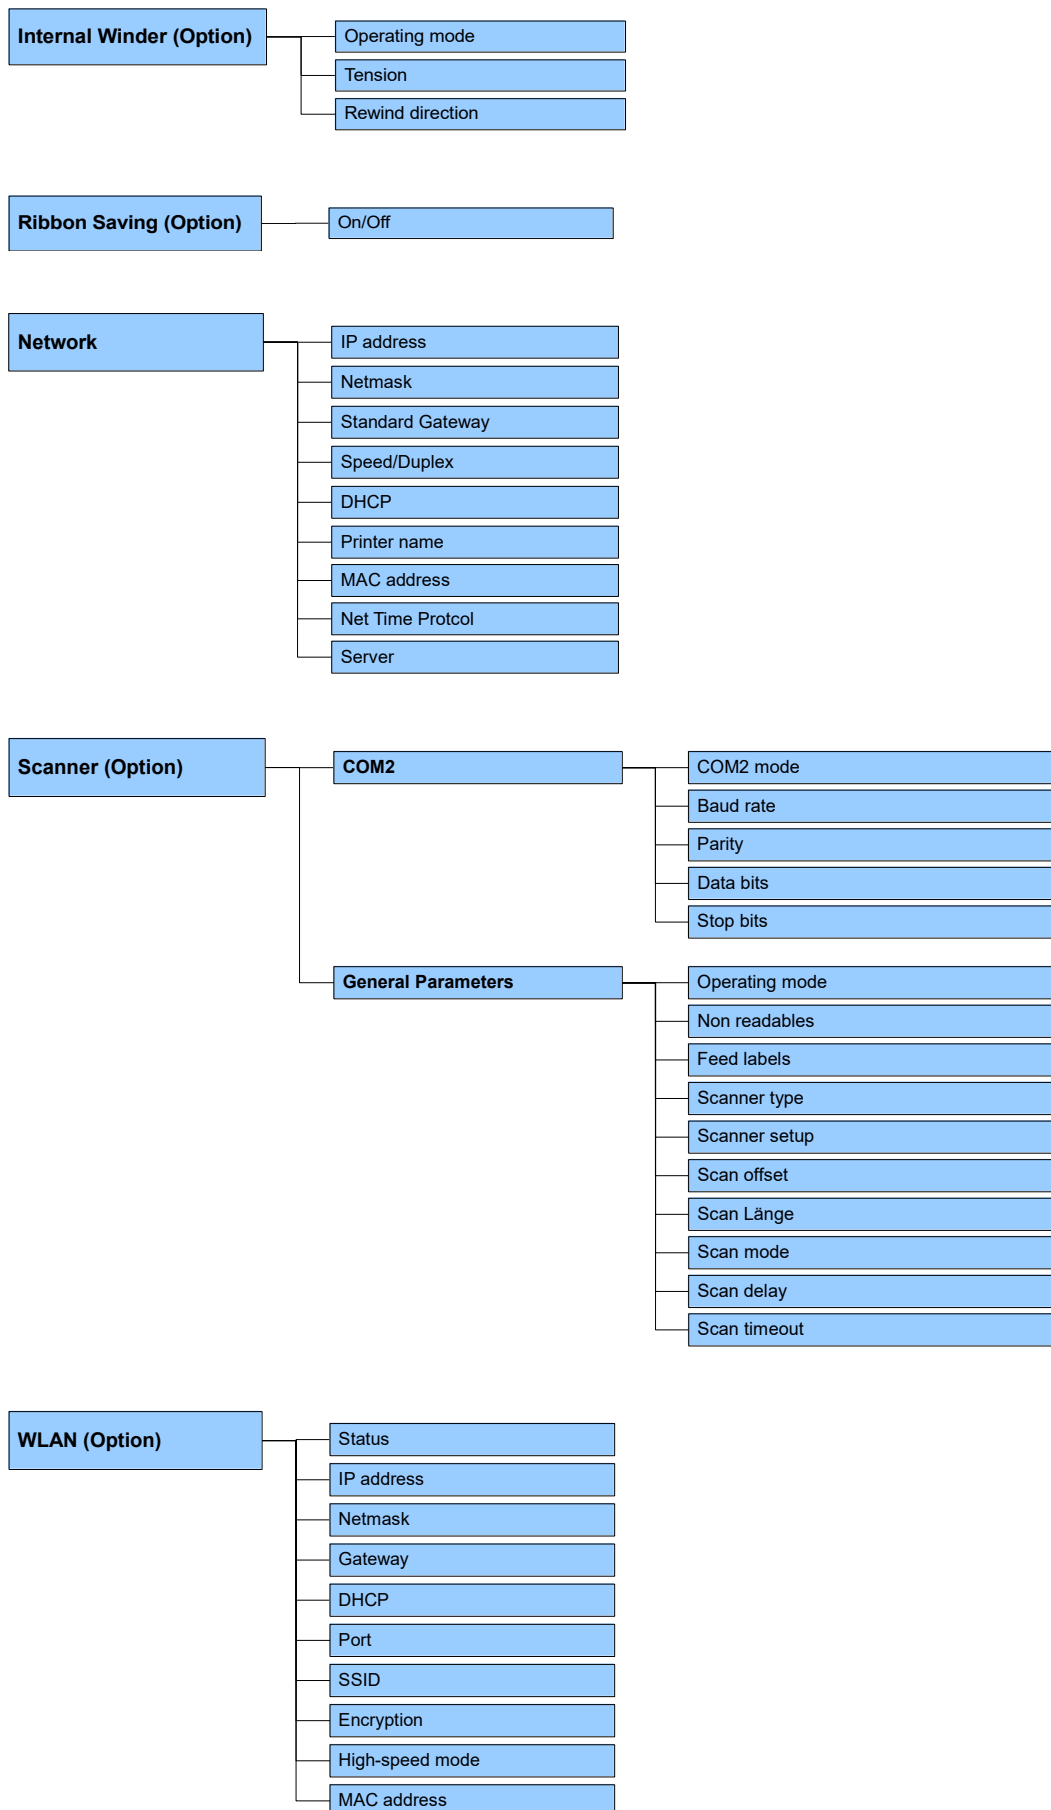 Internal Winder (Option)
Operating mode
Tension
Rewind direction
Ribbon Saving (Option)
On/Off
Network
IP address
Netmask
Standard Gateway
Speed/Duplex
DHCP
Printer name
MAC address
Net Time Protcol
Server
Scanner (Option)
COM2
COM2 mode
Baud rate
Parity
Data bits
Stop bits
General Parameters
Operating mode
Non readables
Feed labels
Scanner type
Scanner setup
Scan offset
Scan Länge
Scan mode
Scan delay
Scan timeout
WLAN (Option)
Status
IP address
Netmask
Gateway
DHCP
Port
SSID
Encryption
High-speed mode
MAC address